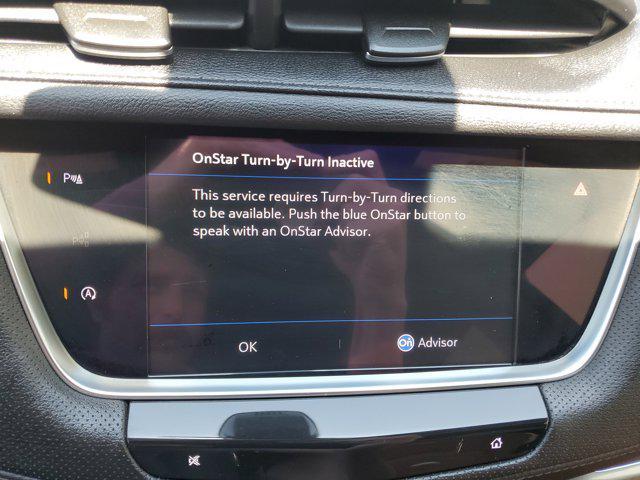 OnStar Turn-by-Turn Inactive
This service requires Turn-by-Turn directions
to be available. Push the blue OnStar button to
speak with an OnStar Advisor.
P
A
OK
On Advisor